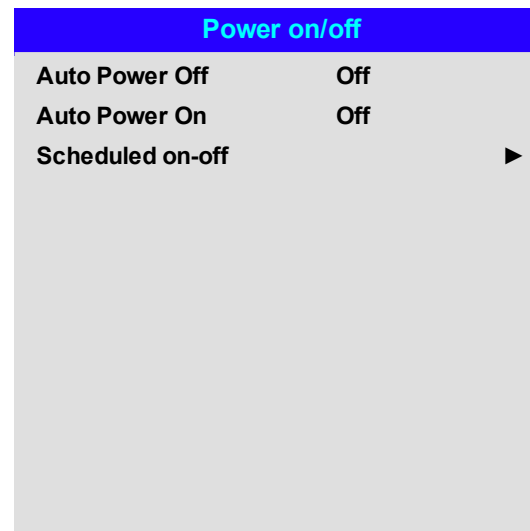 Power on/off
Auto Power Off Off
Auto Power On Off
Scheduled on-off ►